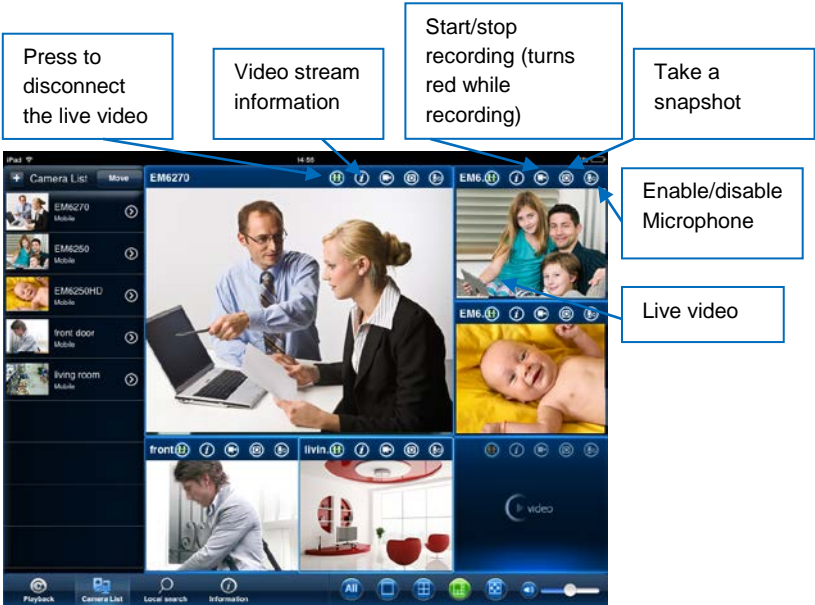 Press to
disconnect
the live video
Video stream
information
Start/stop
recording (turns
red while
recording)
Take a
snapshot
Enable/disable
Microphone
Live video
iPad
14:56
Camera List
Move
EM6270
Mobile
EM6250
Mobile
EM6250HD
Mobile
front door
Mobile
living room
Mobile
EM6270
EM6...
EM6...
front
livin...
video
Playback
Camera List
Local search
Information
All